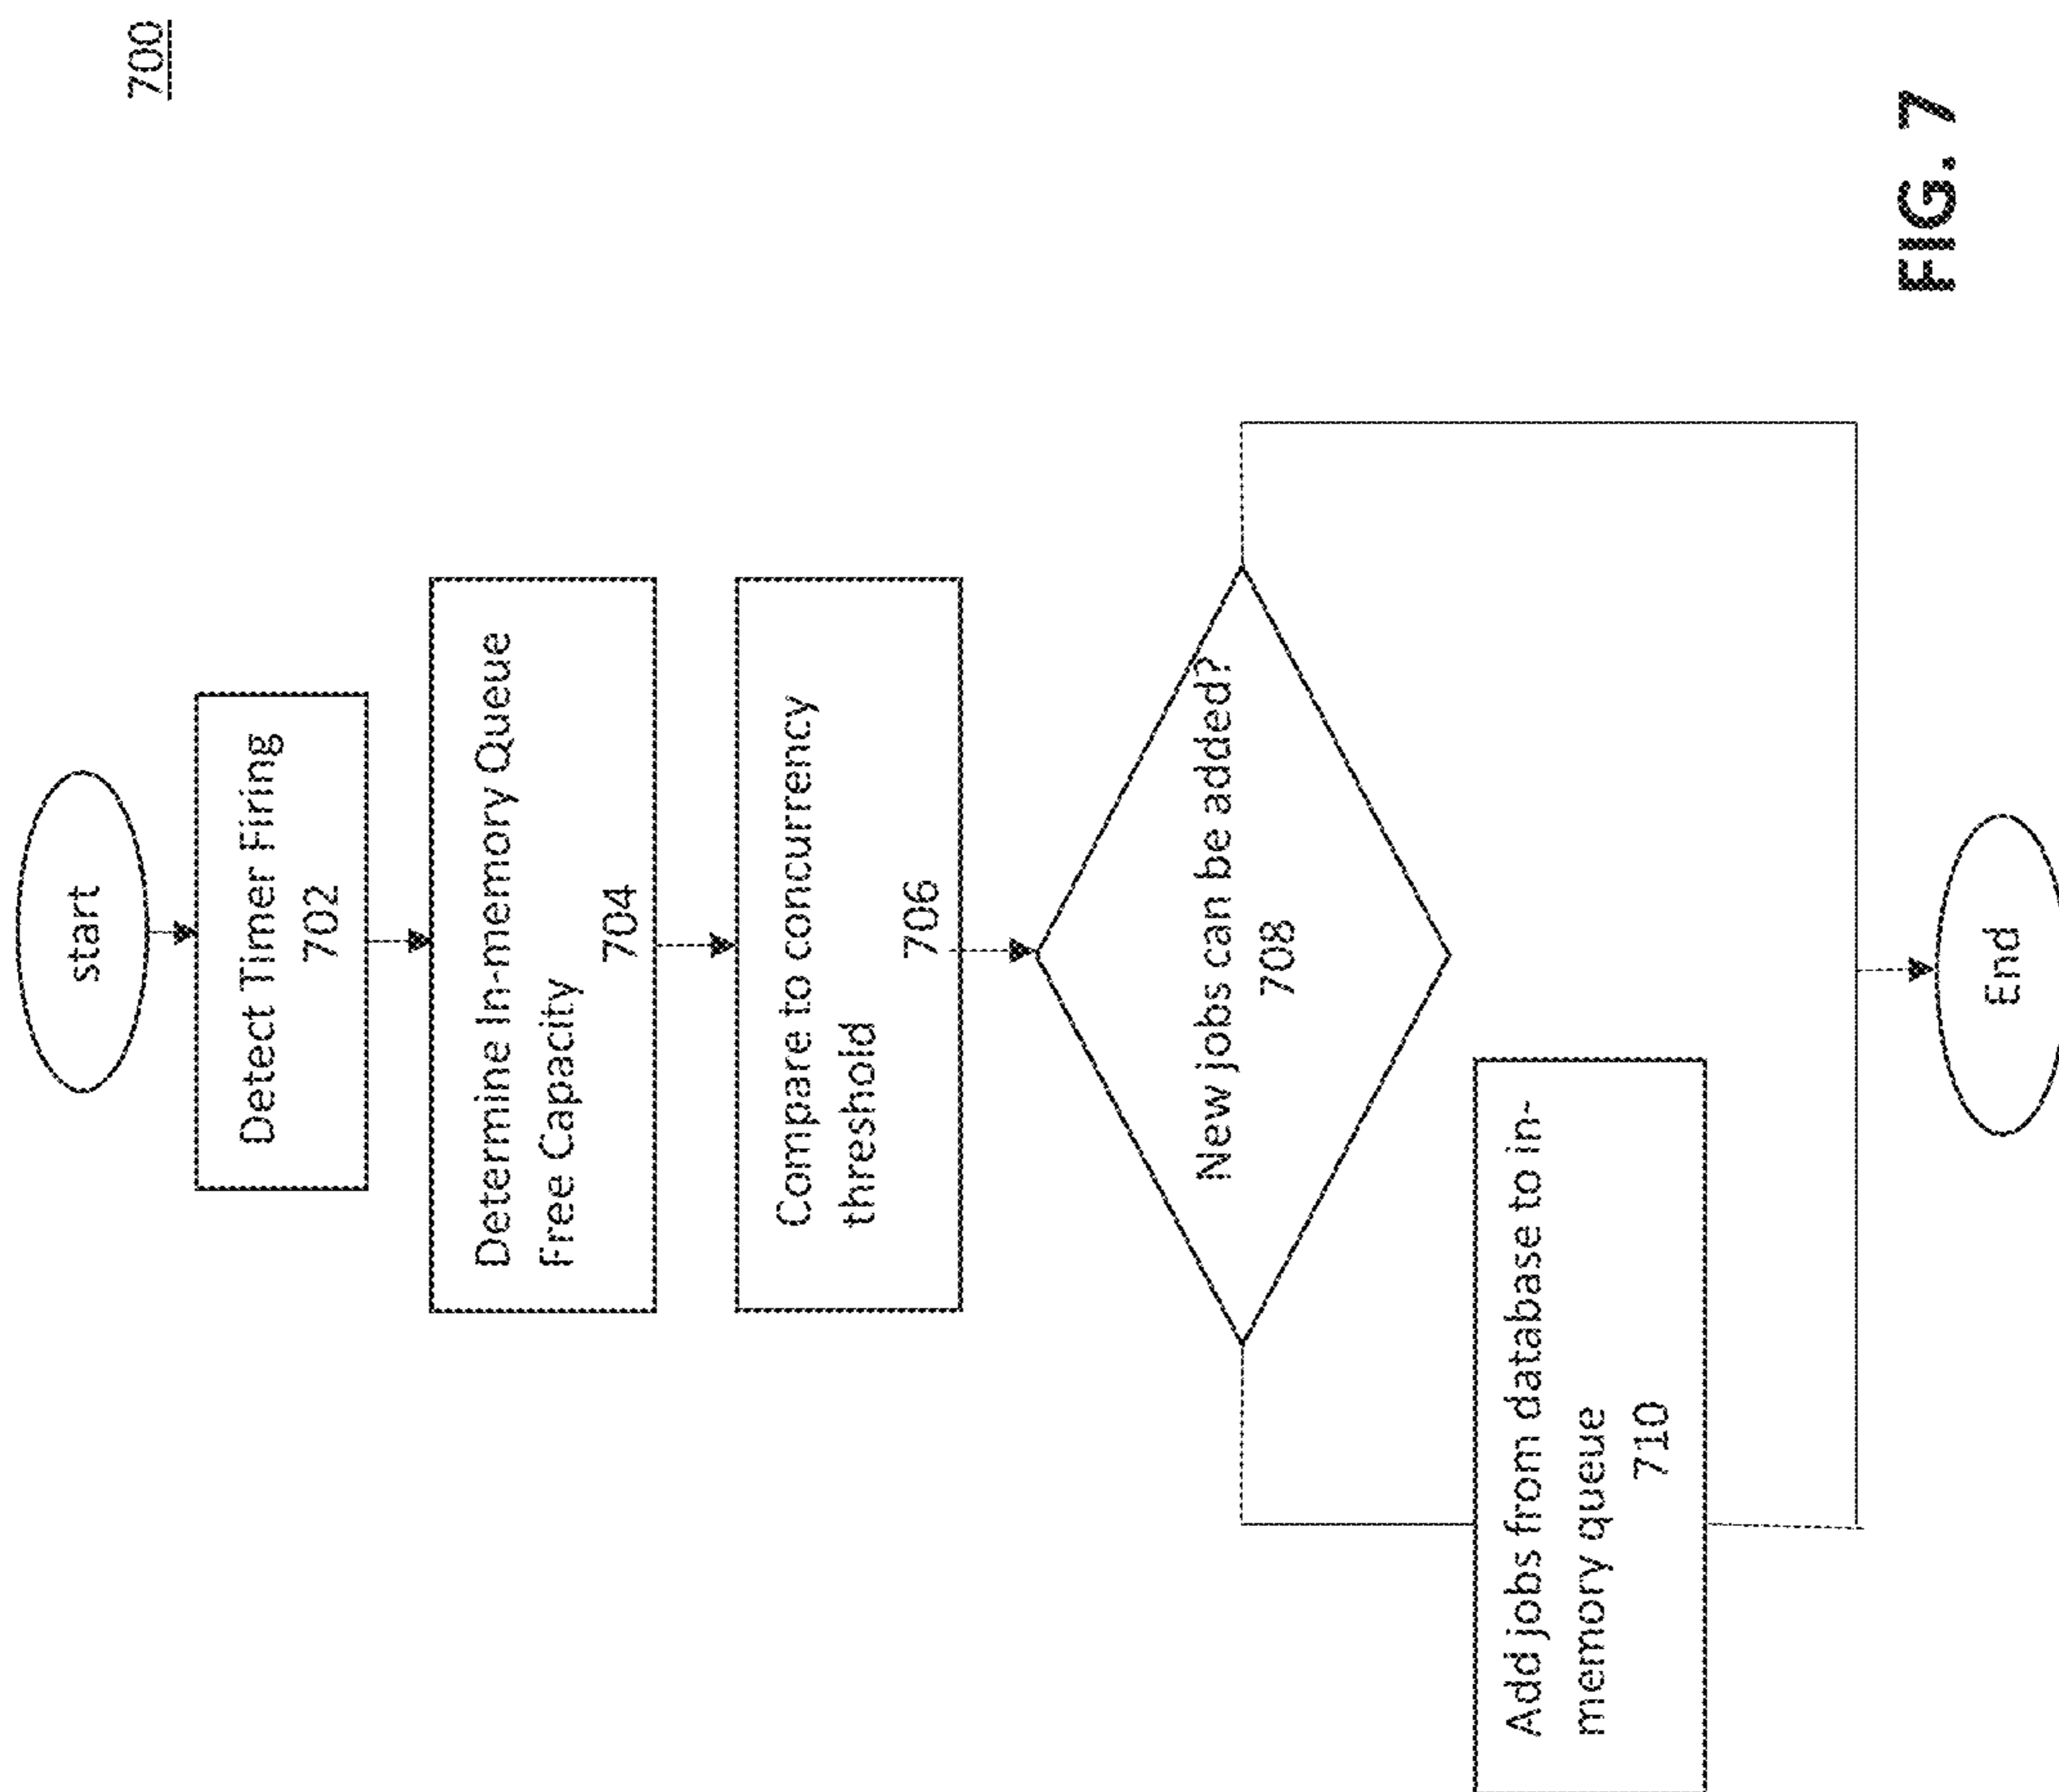 700
start
Detect Timer Firing
702
Determine In-memory Queue
Free Capacity
704
Compare to concurrency
threshold
706
New jobs can be added?
708
Add jobs from database to in-
memory queue
710
End
FIG. 7